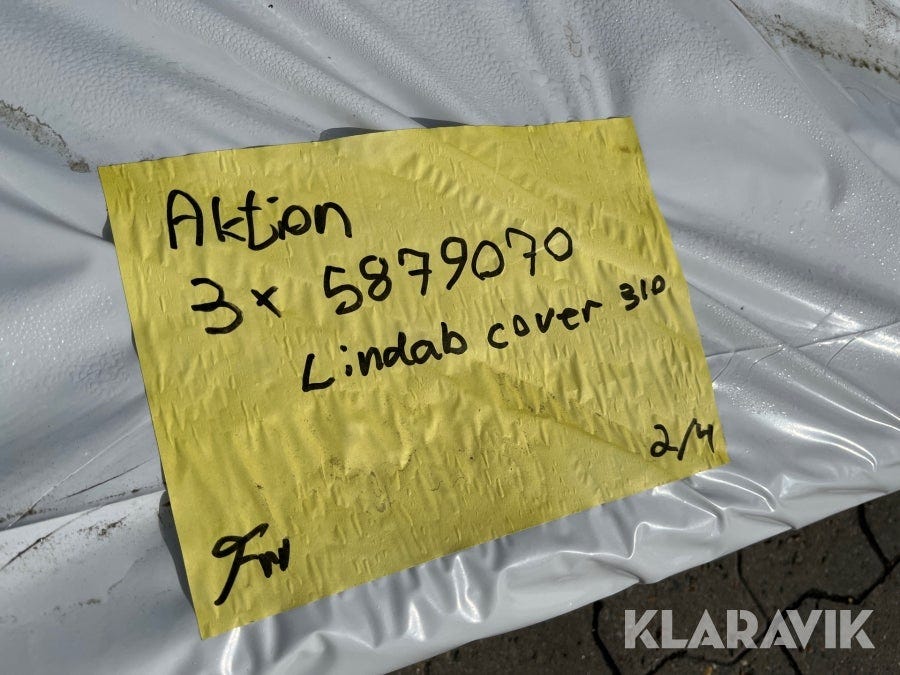 Aktion
3x 5879070
Lindab cover 310
2/4
KLARAVIK